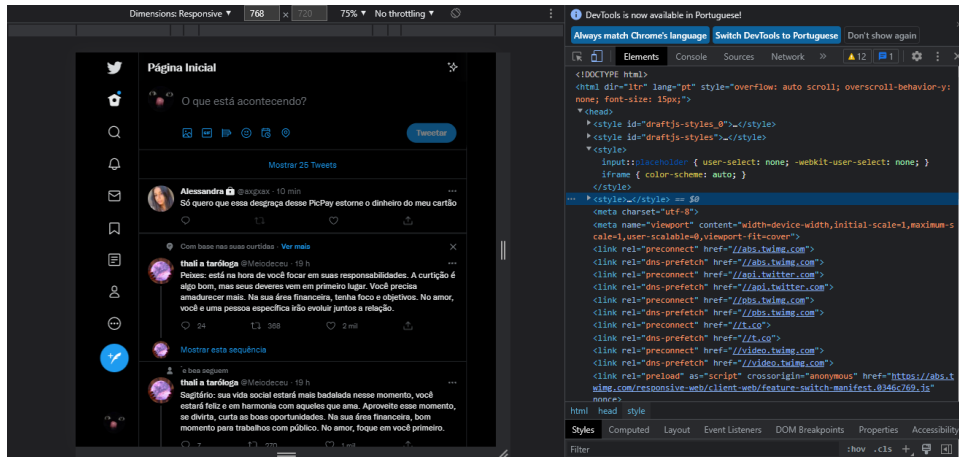 Dimensions: Responsive ▼ 768 × 720 75% ▼ No throttling ▼
Página Inicial
O que está acontecendo?
GIF
Tweetar
Mostrar 25 Tweets
Alessandra @axgxax · 10 min
Só quero que essa desgraça desse PicPay estorne o dinheiro do meu cartão
Com base nas suas curtidas · Ver mais
thali a taróloga @Meiodeceu · 19 h
Peixes: está na hora de você focar em suas responsabilidades. A curtição é
algo bom, mas seus deveres vem em primeiro lugar. Você precisa
amadurecer mais. Na sua área financeira, tenha foco e objetivos. No amor,
você e uma pessoa específica irão evoluir juntos a relação.
24 368 2 mil
Mostrar esta sequência
e bea seguem
thali a taróloga @Meiodeceu · 19 h
Sagitário: sua vida social estará mais badalada nesse momento, você
estará feliz e em harmonia com aqueles que ama. Aproveite esse momento,
se divirta, curta as boas oportunidades. Na sua área financeira, bom
momento para trabalhos com público. No amor, foque em você primeiro.
7 270 1 mil
DevTools is now available in Portuguese!
Always match Chrome's language Switch DevTools to Portuguese Don't show again
Elements Console Sources Network » 12 1
<!DOCTYPE html>
<html dir="ltr" lang="pt" style="overflow: auto scroll; overscroll-behavior-y:
none; font-size: 15px;">
▼<head>
▶<style id="draftjs-styles_0">…</style>
▶<style id="draftjs-styles">…</style>
▼<style>
input::placeholder { user-select: none; -webkit-user-select: none; }
iframe { color-scheme: auto; }
</style>
… ▶<style>…</style> == $0
<meta charset="utf-8">
<meta name="viewport" content="width=device-width,initial-scale=1,maximum-s
cale=1,user-scalable=0,viewport-fit=cover">
<link rel="preconnect" href="//abs.twimg.com">
<link rel="dns-prefetch" href="//abs.twimg.com">
<link rel="preconnect" href="//api.twitter.com">
<link rel="dns-prefetch" href="//api.twitter.com">
<link rel="preconnect" href="//pbs.twimg.com">
<link rel="dns-prefetch" href="//pbs.twimg.com">
<link rel="preconnect" href="//t.co">
<link rel="dns-prefetch" href="//t.co">
<link rel="preconnect" href="//video.twimg.com">
<link rel="dns-prefetch" href="//video.twimg.com">
<link rel="preload" as="script" crossorigin="anonymous" href="https://abs.t
wimg.com/responsive-web/client-web/feature-switch-manifest.0346c769.js"
nonce>
html head style
Styles Computed Layout Event Listeners DOM Breakpoints Properties Accessibility
Filter :hov .cls +